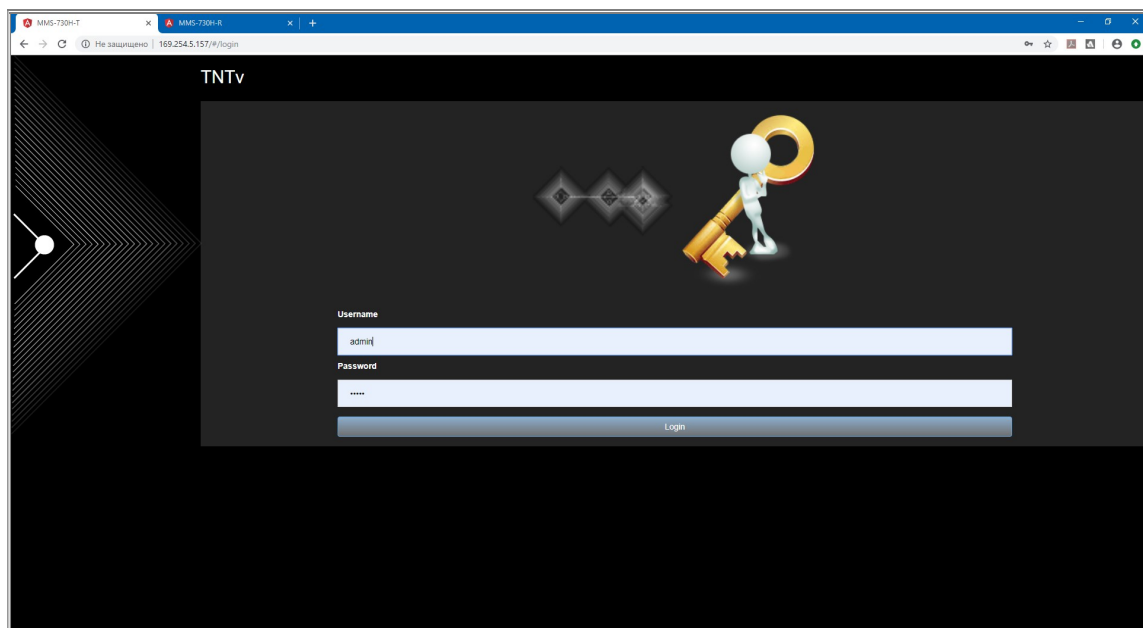 MMS-730H-T
MMS-730H-R
Не защищено | 169.254.5.157/#/login
TNTv
Username
admin
Password
•••••
Login